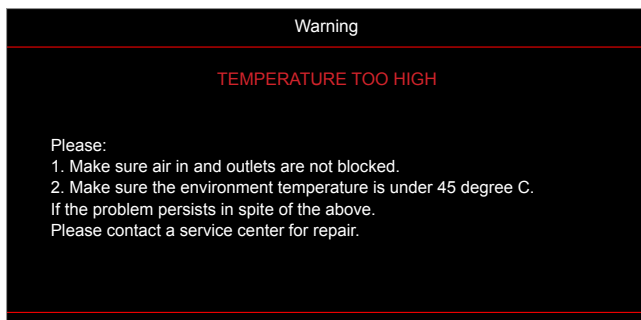 Warning
TEMPERATURE TOO HIGH
Please:
1. Make sure air in and outlets are not blocked.
2. Make sure the environment temperature is under 45 degree C.
If the problem persists in spite of the above.
Please contact a service center for repair.